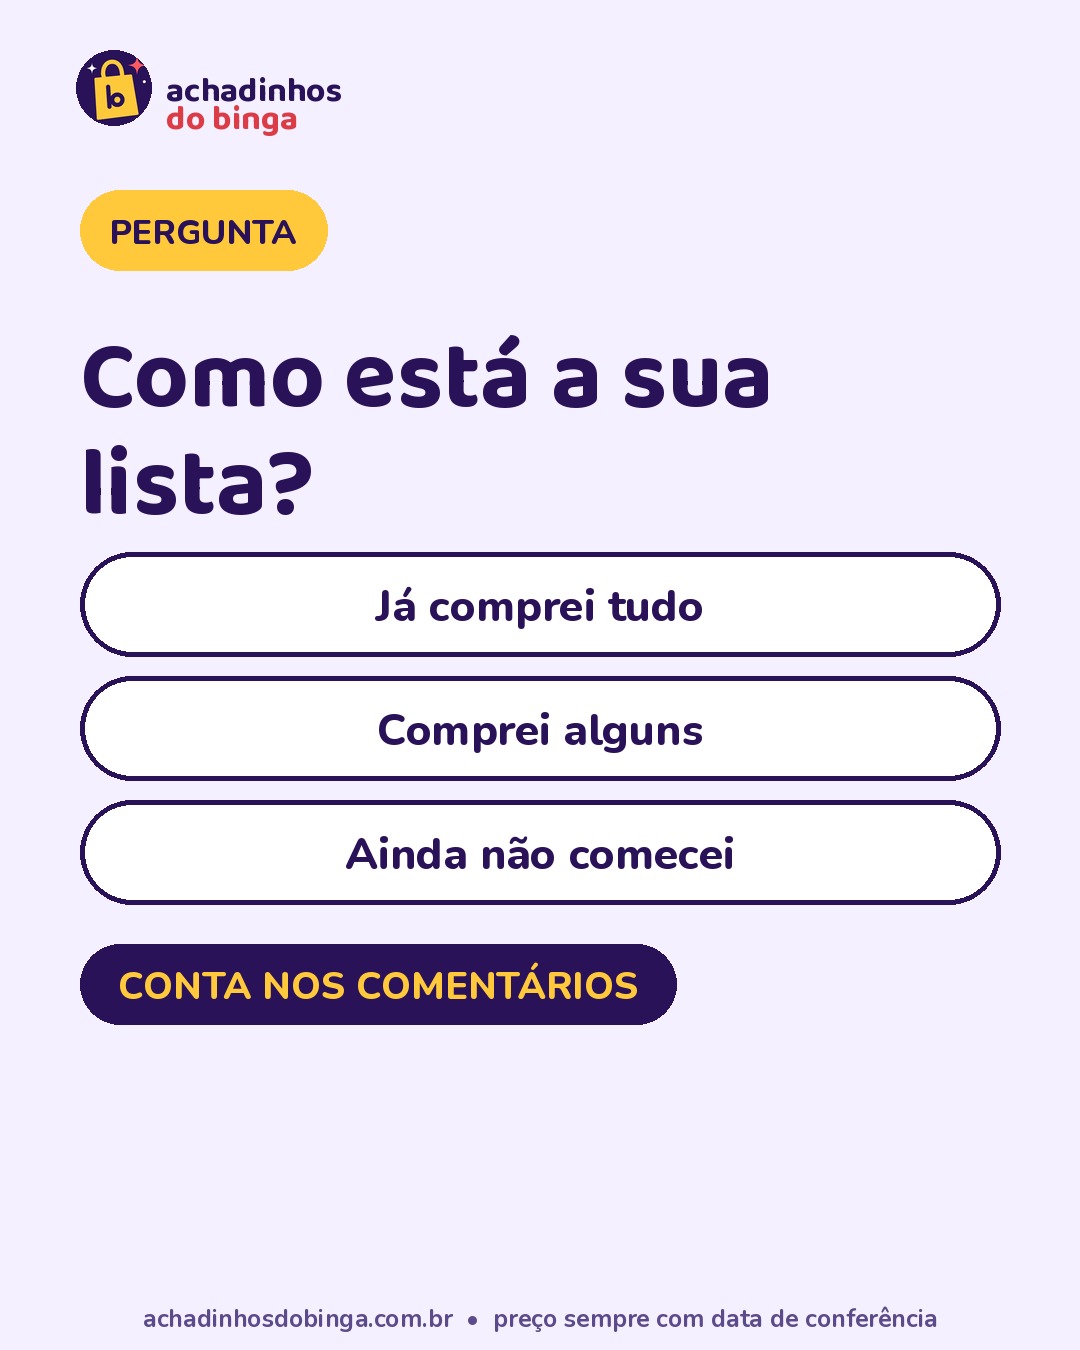 b
achadinhos
do binga
PERGUNTA
Como está a sua
lista?
Já comprei tudo
Comprei alguns
Ainda não comecei
CONTA NOS COMENTÁRIOS
achadinhosdobinga.com.br • preço sempre com data de conferência